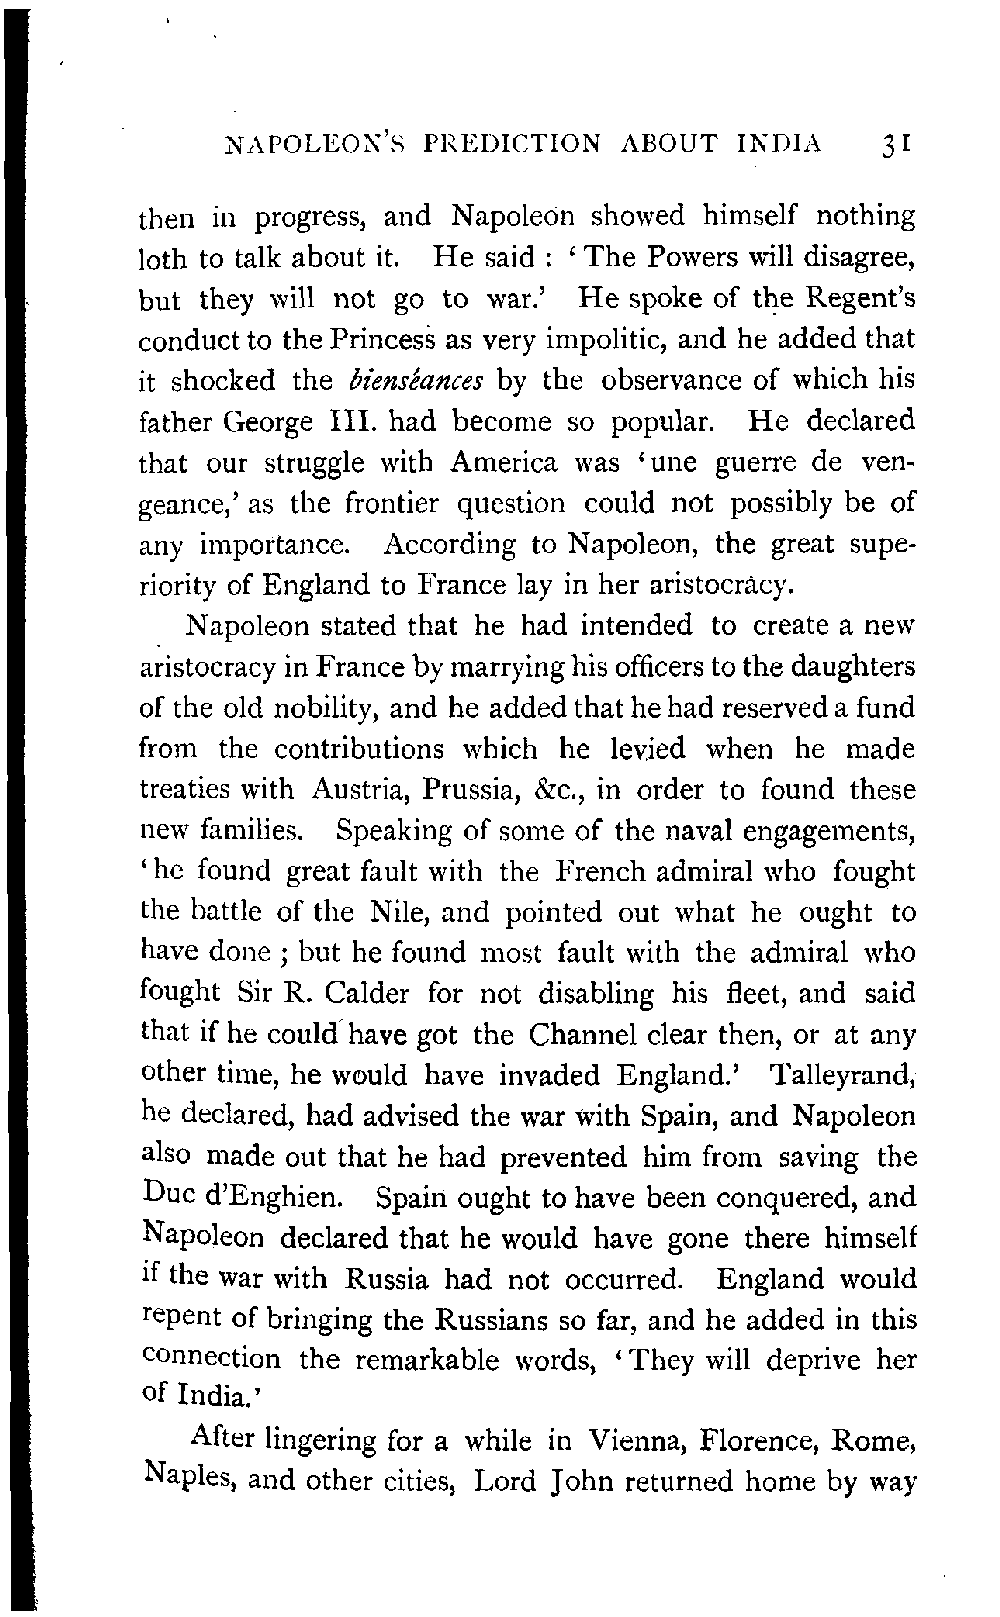 NAPOLEON'S PREDICTION ABOUT INDIA 31
then in progress, and Napoleon showed himself nothing
loth to talk about it. He said : ‘ The Powers will disagree,
but they will not go to war.’ He spoke of the Regent's
conduct to the Princess as very impolitic, and he added that
it shocked the bienséances by the observance of which his
father George III. had become so popular. He declared
that our struggle with America was ‘ une guerre de ven-
geance,’ as the frontier question could not possibly be of
any importance. According to Napoleon, the great supe-
riority of England to France lay in her aristocracy.
Napoleon stated that he had intended to create a new
aristocracy in France by marrying his officers to the daughters
of the old nobility, and he added that he had reserved a fund
from the contributions which he levied when he made
treaties with Austria, Prussia, &c., in order to found these
new families. Speaking of some of the naval engagements,
‘ he found great fault with the French admiral who fought
the battle of the Nile, and pointed out what he ought to
have done ; but he found most fault with the admiral who
fought Sir R. Calder for not disabling his fleet, and said
that if he could have got the Channel clear then, or at any
other time, he would have invaded England.’ Talleyrand,
he declared, had advised the war with Spain, and Napoleon
also made out that he had prevented him from saving the
Duc d'Enghien. Spain ought to have been conquered, and
Napoleon declared that he would have gone there himself
if the war with Russia had not occurred. England would
repent of bringing the Russians so far, and he added in this
connection the remarkable words, ‘ They will deprive her
of India.’
After lingering for a while in Vienna, Florence, Rome,
Naples, and other cities, Lord John returned home by way